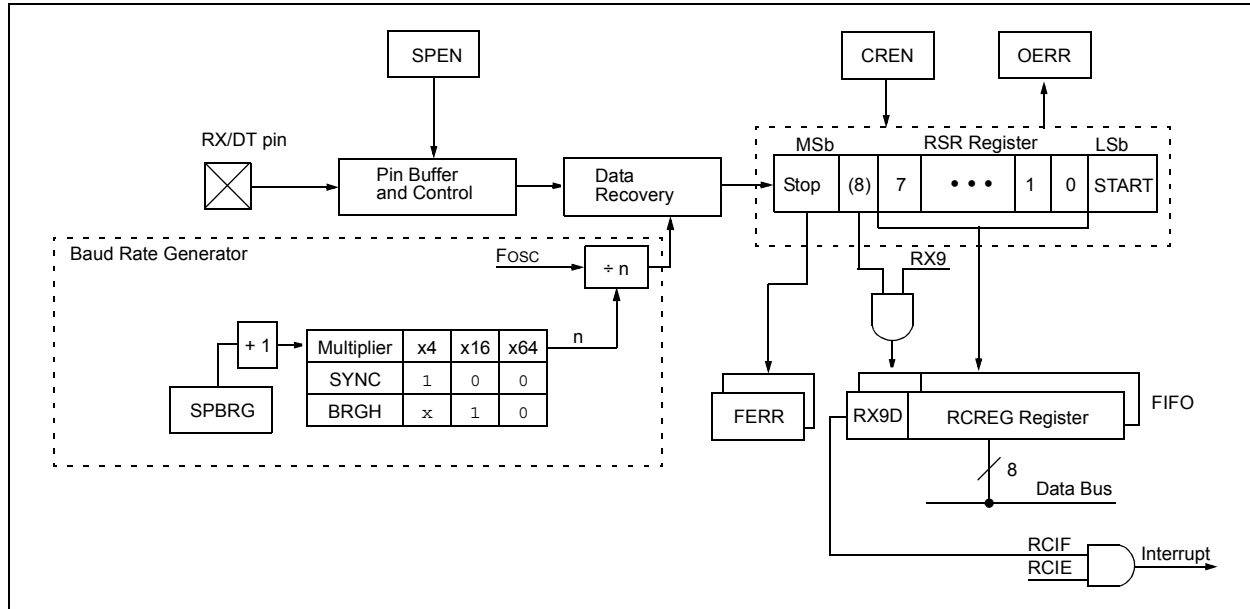 SPEN
CREN
OERR
RX/DT pin
MSb
RSR Register
LSb
Pin Buffer
and Control
Data
Recovery
Stop (8) 7 • • • 1 0 START
Baud Rate Generator
FOSC
÷ n
RX9
+ 1
Multiplier x4 x16 x64
n
SYNC 1 0 0
BRGH x 1 0
SPBRG
FERR
RX9D
RCREG Register
FIFO
8
Data Bus
RCIF
RCIE
Interrupt